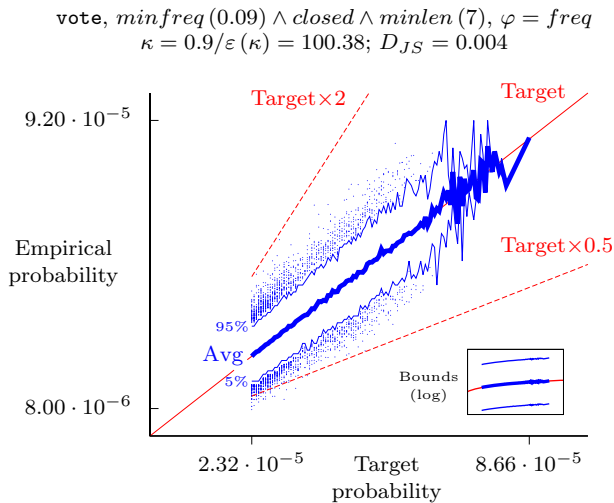 vote, minfreq (0.09) ∧ closed ∧ minlen (7), φ = freq
κ = 0.9/ε (κ) = 100.38; D_JS = 0.004
Target×2
Target
9.20 · 10⁻⁵
Empirical
probability
Target×0.5
95%
Avg
5%
Bounds
(log)
8.00 · 10⁻⁶
2.32 · 10⁻⁵
Target
probability
8.66 · 10⁻⁵